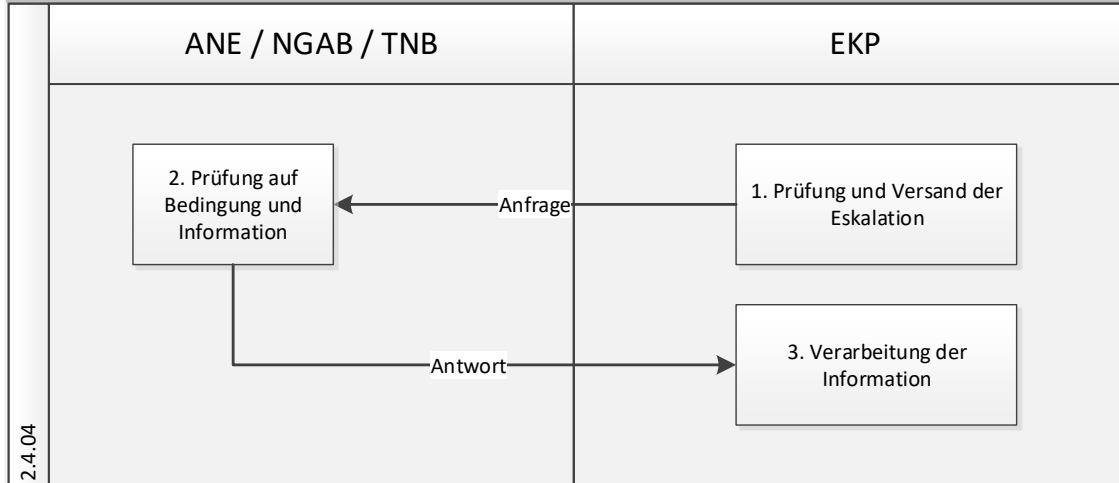 ANE / NGAB / TNB
EKP
2. Prüfung auf
Bedingung und
Information
Anfrage
1. Prüfung und Versand der
Eskalation
Antwort
3. Verarbeitung der
Information
2.4.04